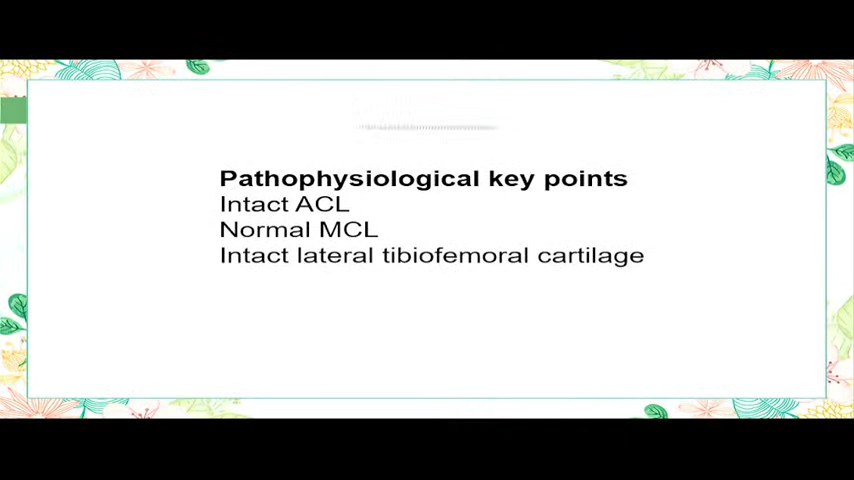 Pathophysiological key points
Intact ACL
Normal MCL
Intact lateral tibiofemoral cartilage